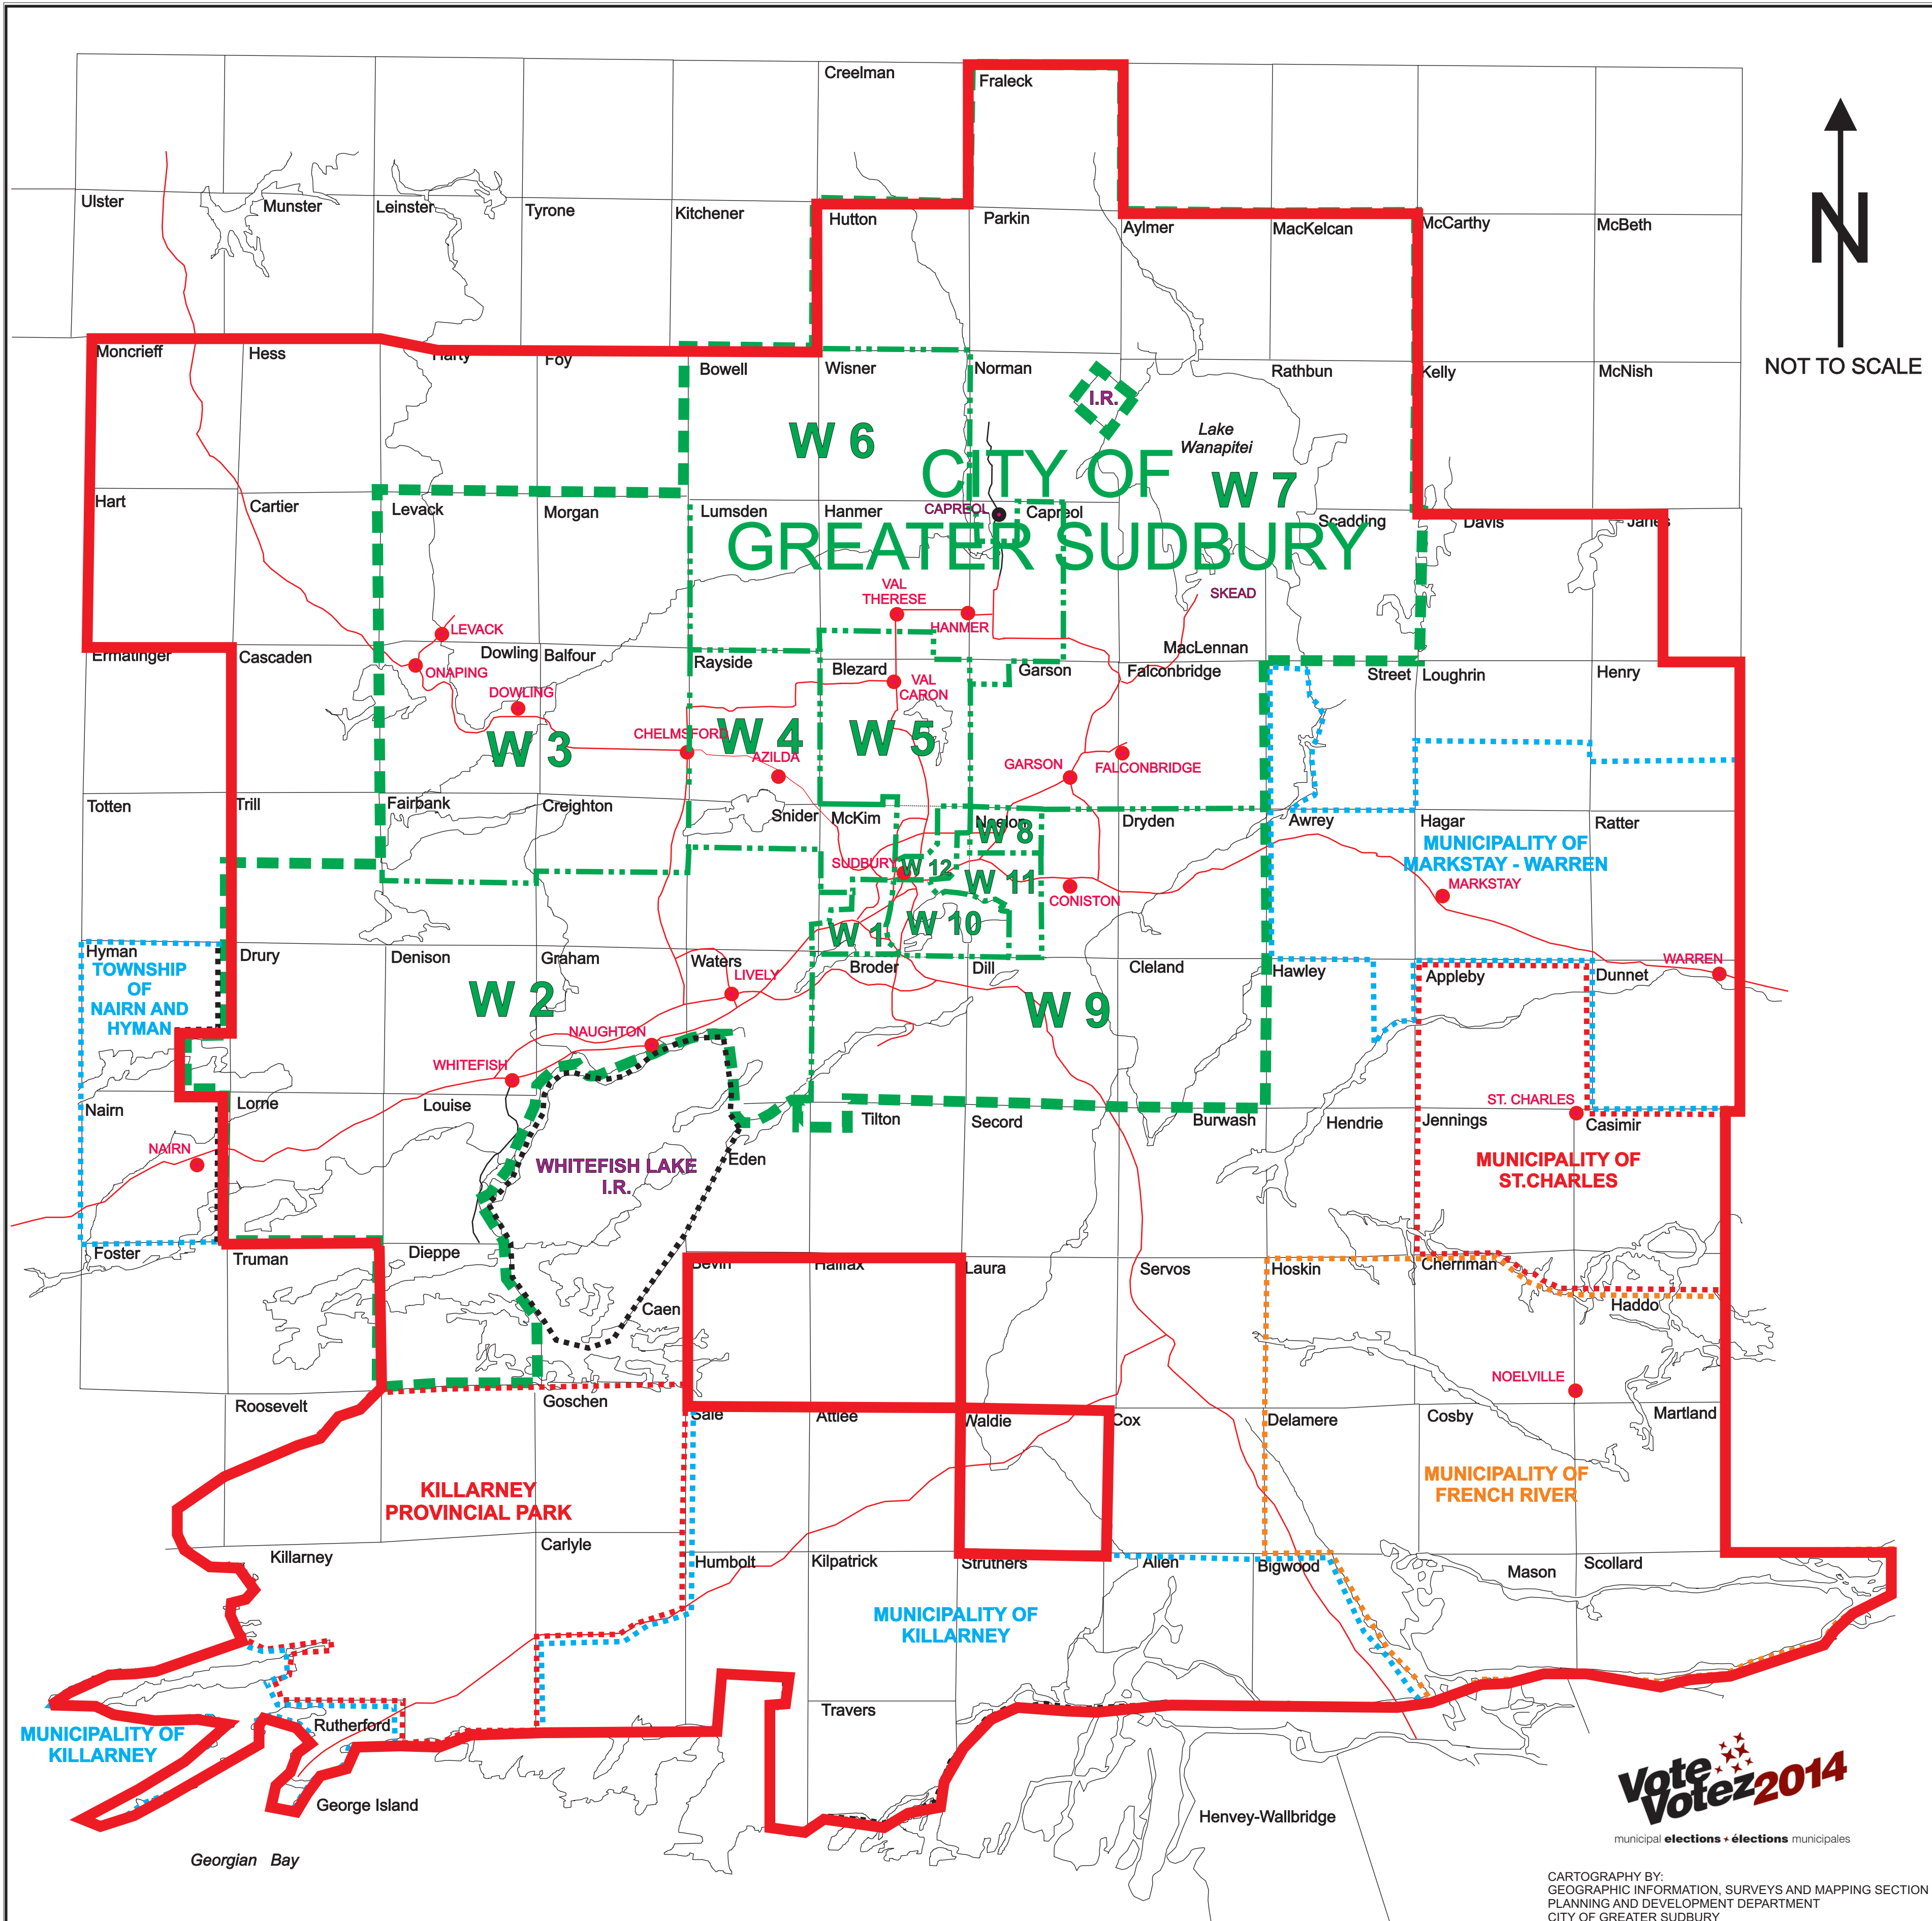 Creelman
Fraleck
Ulster
Munster
Leinster
Tyrone
Kitchener
Hutton
Parkin
Aylmer
MacKelcan
McCarthy
McBeth
N
NOT TO SCALE
Moncrieff
Hess
Harty
Foy
Bowell
Wisner
Norman
I.R.
Rathbun
Kelly
McNish
Lake
Wanapitei
W 6
CITY OF
GREATER SUDBURY
W 7
Hart
Cartier
Levack
Morgan
Lumsden
Hanmer
CAPREOL
Capreol
Scadding
Davis
Janes
VAL
THERESE
HANMER
SKEAD
LEVACK
Ermatinger
Cascaden
ONAPING
Dowling
Balfour
DOWLING
Rayside
Blezard
VAL
CARON
Garson
MacLennan
Falconbridge
Street
Loughrin
Henry
W 3
CHELMSFORD
W 4
AZILDA
W 5
GARSON
FALCONBRIDGE
Totten
Trill
Fairbank
Creighton
Snider
McKim
Neelon
W 8
Dryden
Awrey
Hagar
Ratter
MUNICIPALITY OF
MARKSTAY - WARREN
MARKSTAY
SUDBURY
W 12
W 11
CONISTON
W 1
W 10
Hyman
TOWNSHIP
OF
NAIRN AND
HYMAN
Drury
Denison
Graham
Waters
LIVELY
Broder
Dill
Cleland
Hawley
Appleby
Dunnet
WARREN
W 2
W 9
NAUGHTON
WHITEFISH
Nairn
NAIRN
Lorne
Louise
WHITEFISH LAKE
I.R.
Eden
Tilton
Secord
Burwash
Hendrie
Jennings
ST. CHARLES
Casimir
MUNICIPALITY OF
ST.CHARLES
Foster
Truman
Dieppe
Caen
Bevin
Halifax
Laura
Servos
Hoskin
Cherriman
Haddo
NOELVILLE
Roosevelt
Goschen
Sale
Attlee
Waldie
Cox
Delamere
Cosby
Martland
KILLARNEY
PROVINCIAL PARK
MUNICIPALITY OF
FRENCH RIVER
Killarney
Carlyle
Humbolt
Kilpatrick
Struthers
Allen
Bigwood
Mason
Scollard
MUNICIPALITY OF
KILLARNEY
MUNICIPALITY OF
KILLARNEY
Rutherford
Travers
George Island
Henvey-Wallbridge
Georgian Bay
Vote
Votez2014
municipal elections + élections municipales
CARTOGRAPHY BY:
GEOGRAPHIC INFORMATION, SURVEYS AND MAPPING SECTION
PLANNING AND DEVELOPMENT DEPARTMENT
CITY OF GREATER SUDBURY